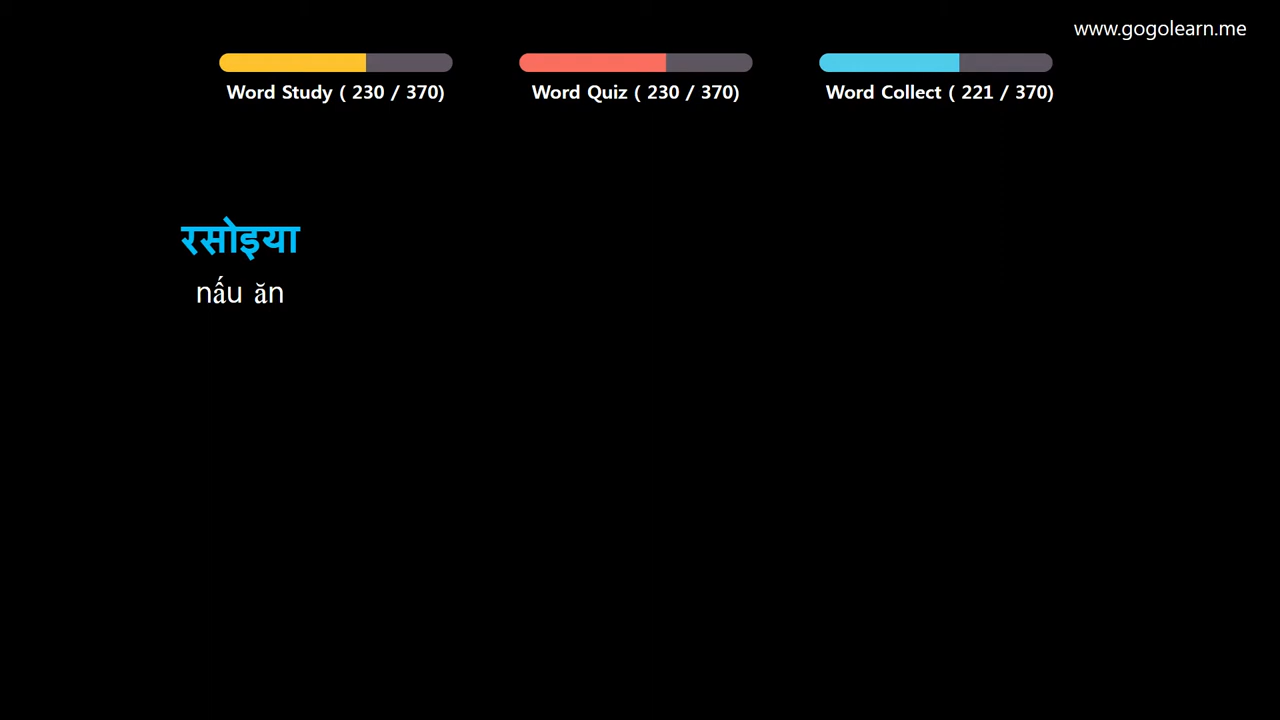 www.gogolearn.me
Word Study ( 230 / 370)
Word Quiz ( 230 / 370)
Word Collect ( 221 / 370)
रसोइया
nấu ăn